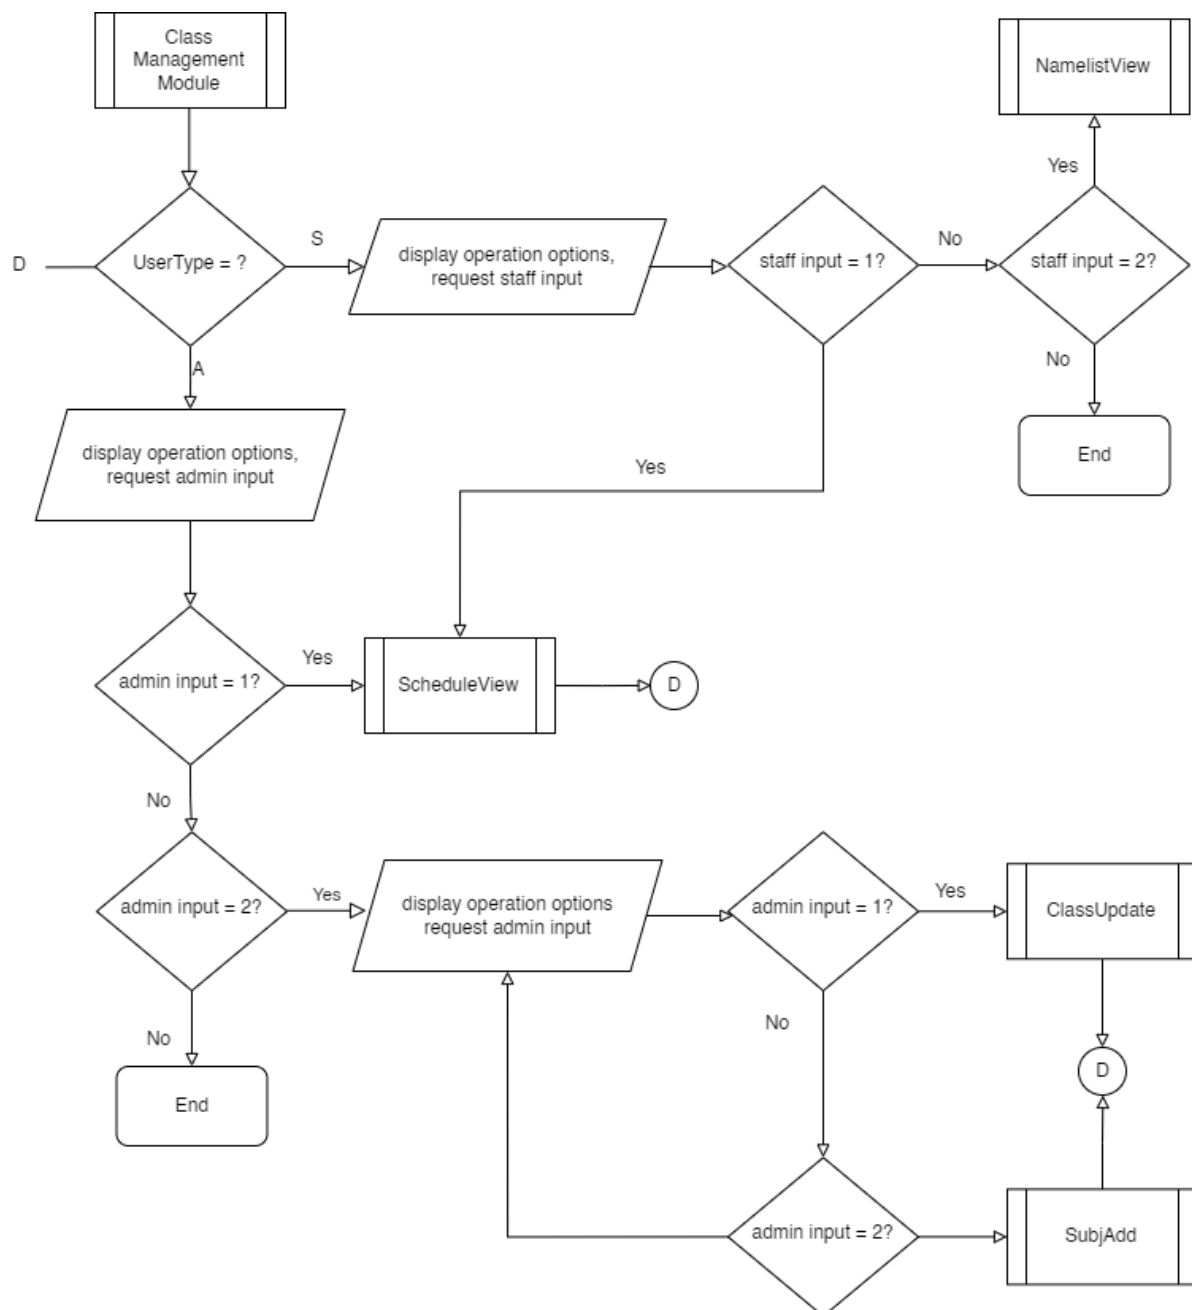 Class
Management
Module
NamelistView
Yes
D
UserType = ?
S
display operation options,
request staff input
staff input = 1?
No
staff input = 2?
A
No
End
display operation options,
request admin input
Yes
admin input = 1?
Yes
ScheduleView
D
No
admin input = 2?
Yes
display operation options
request admin input
admin input = 1?
Yes
ClassUpdate
No
No
End
D
admin input = 2?
SubjAdd